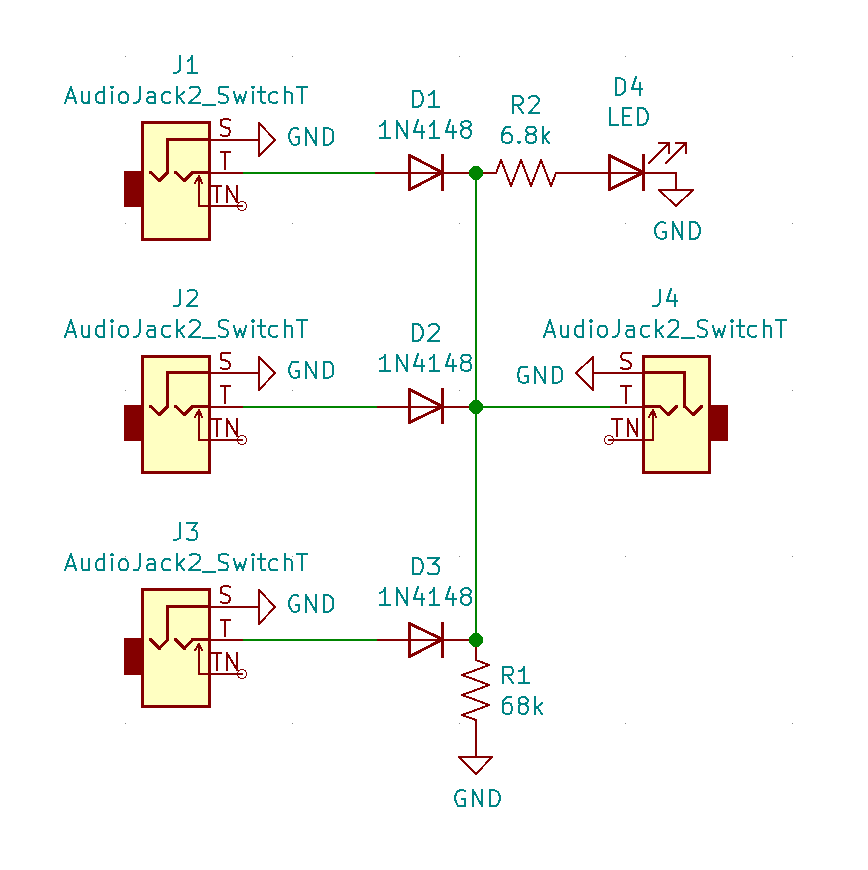 J1
AudioJack2_SwitchT
S
GND
T
TN
D1
1N4148
R2
6.8k
D4
LED
GND
J2
AudioJack2_SwitchT
S
GND
T
TN
D2
1N4148
J4
AudioJack2_SwitchT
S
GND
T
TN
J3
AudioJack2_SwitchT
S
GND
T
TN
D3
1N4148
R1
68k
GND